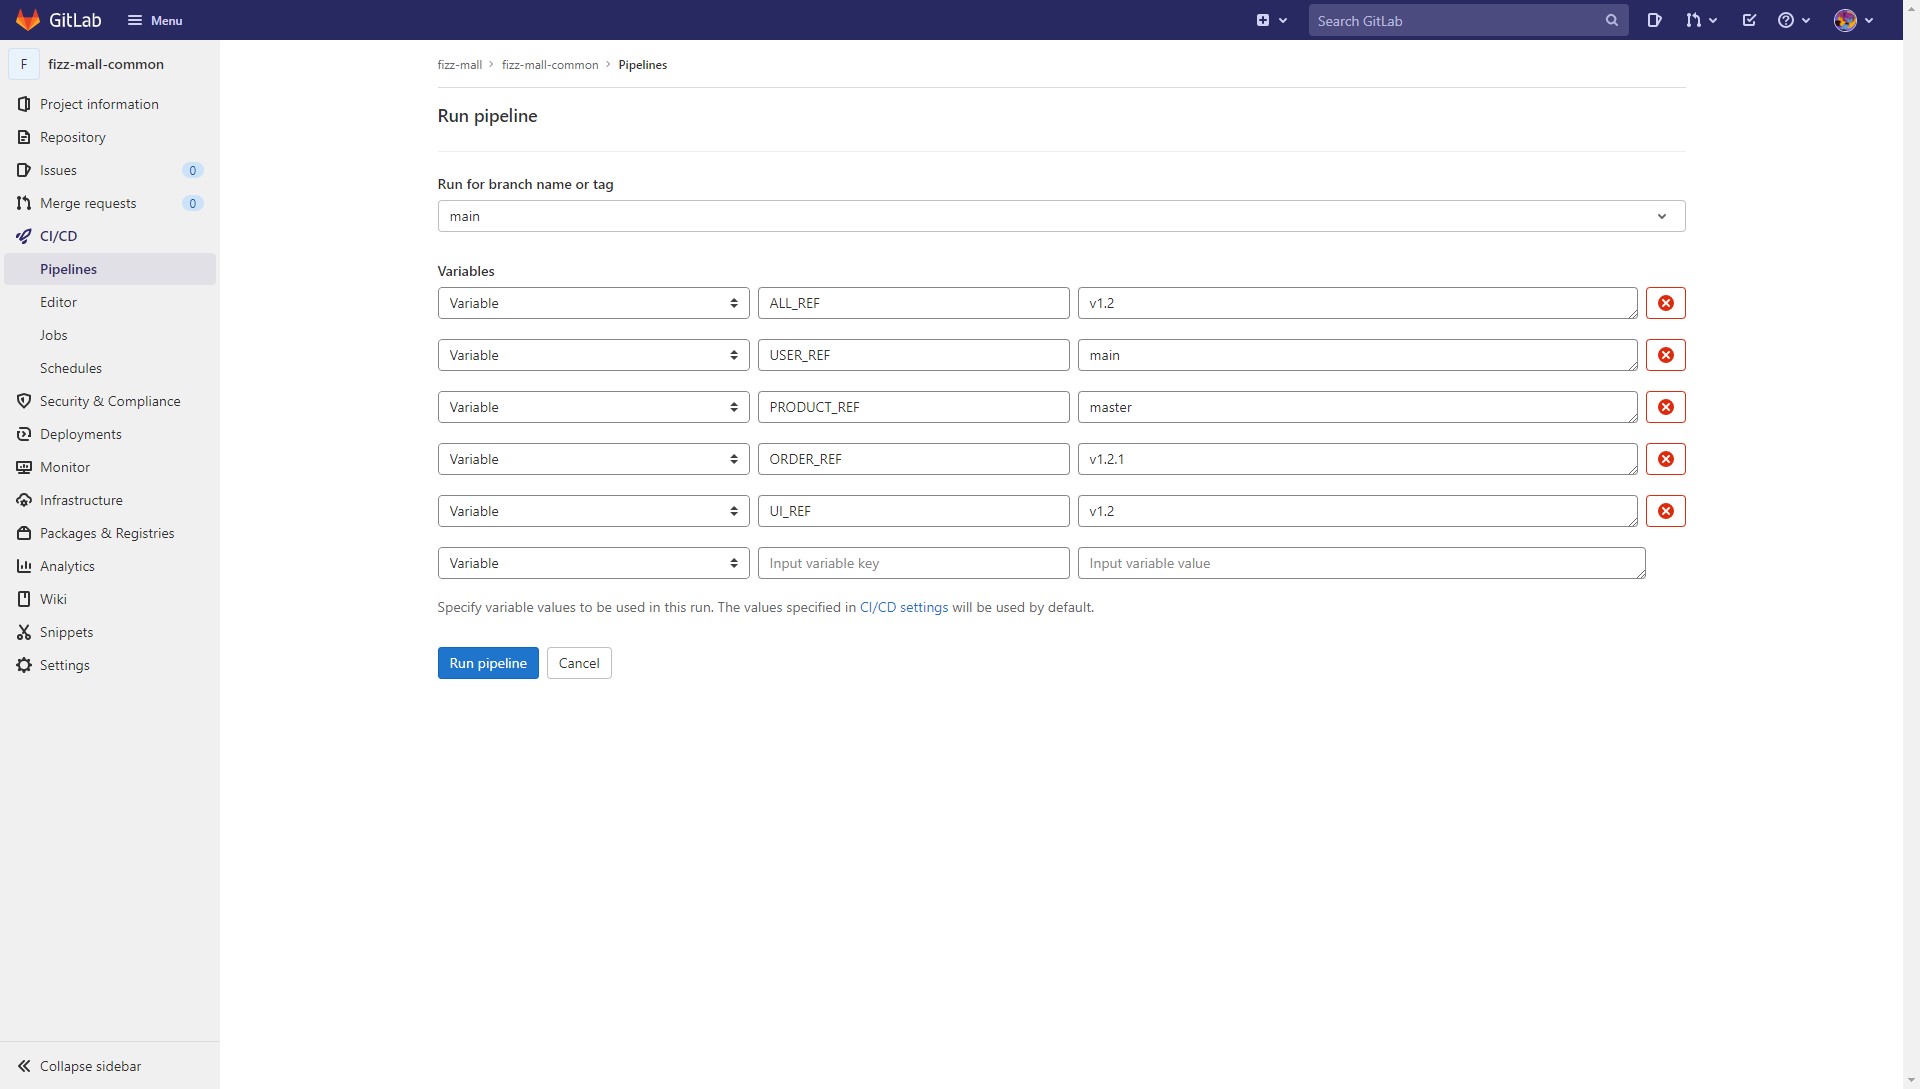 GitLab
Menu
Search GitLab
F fizz-mall-common
Project information
Repository
Issues 0
Merge requests 0
CI/CD
Pipelines
Editor
Jobs
Schedules
Security & Compliance
Deployments
Monitor
Infrastructure
Packages & Registries
Analytics
Wiki
Snippets
Settings
Collapse sidebar
fizz-mall > fizz-mall-common > Pipelines
Run pipeline
Run for branch name or tag
main
Variables
Variable ALL_REF v1.2
Variable USER_REF main
Variable PRODUCT_REF master
Variable ORDER_REF v1.2.1
Variable UI_REF v1.2
Variable Input variable key Input variable value
Specify variable values to be used in this run. The values specified in CI/CD settings will be used by default.
Run pipeline Cancel